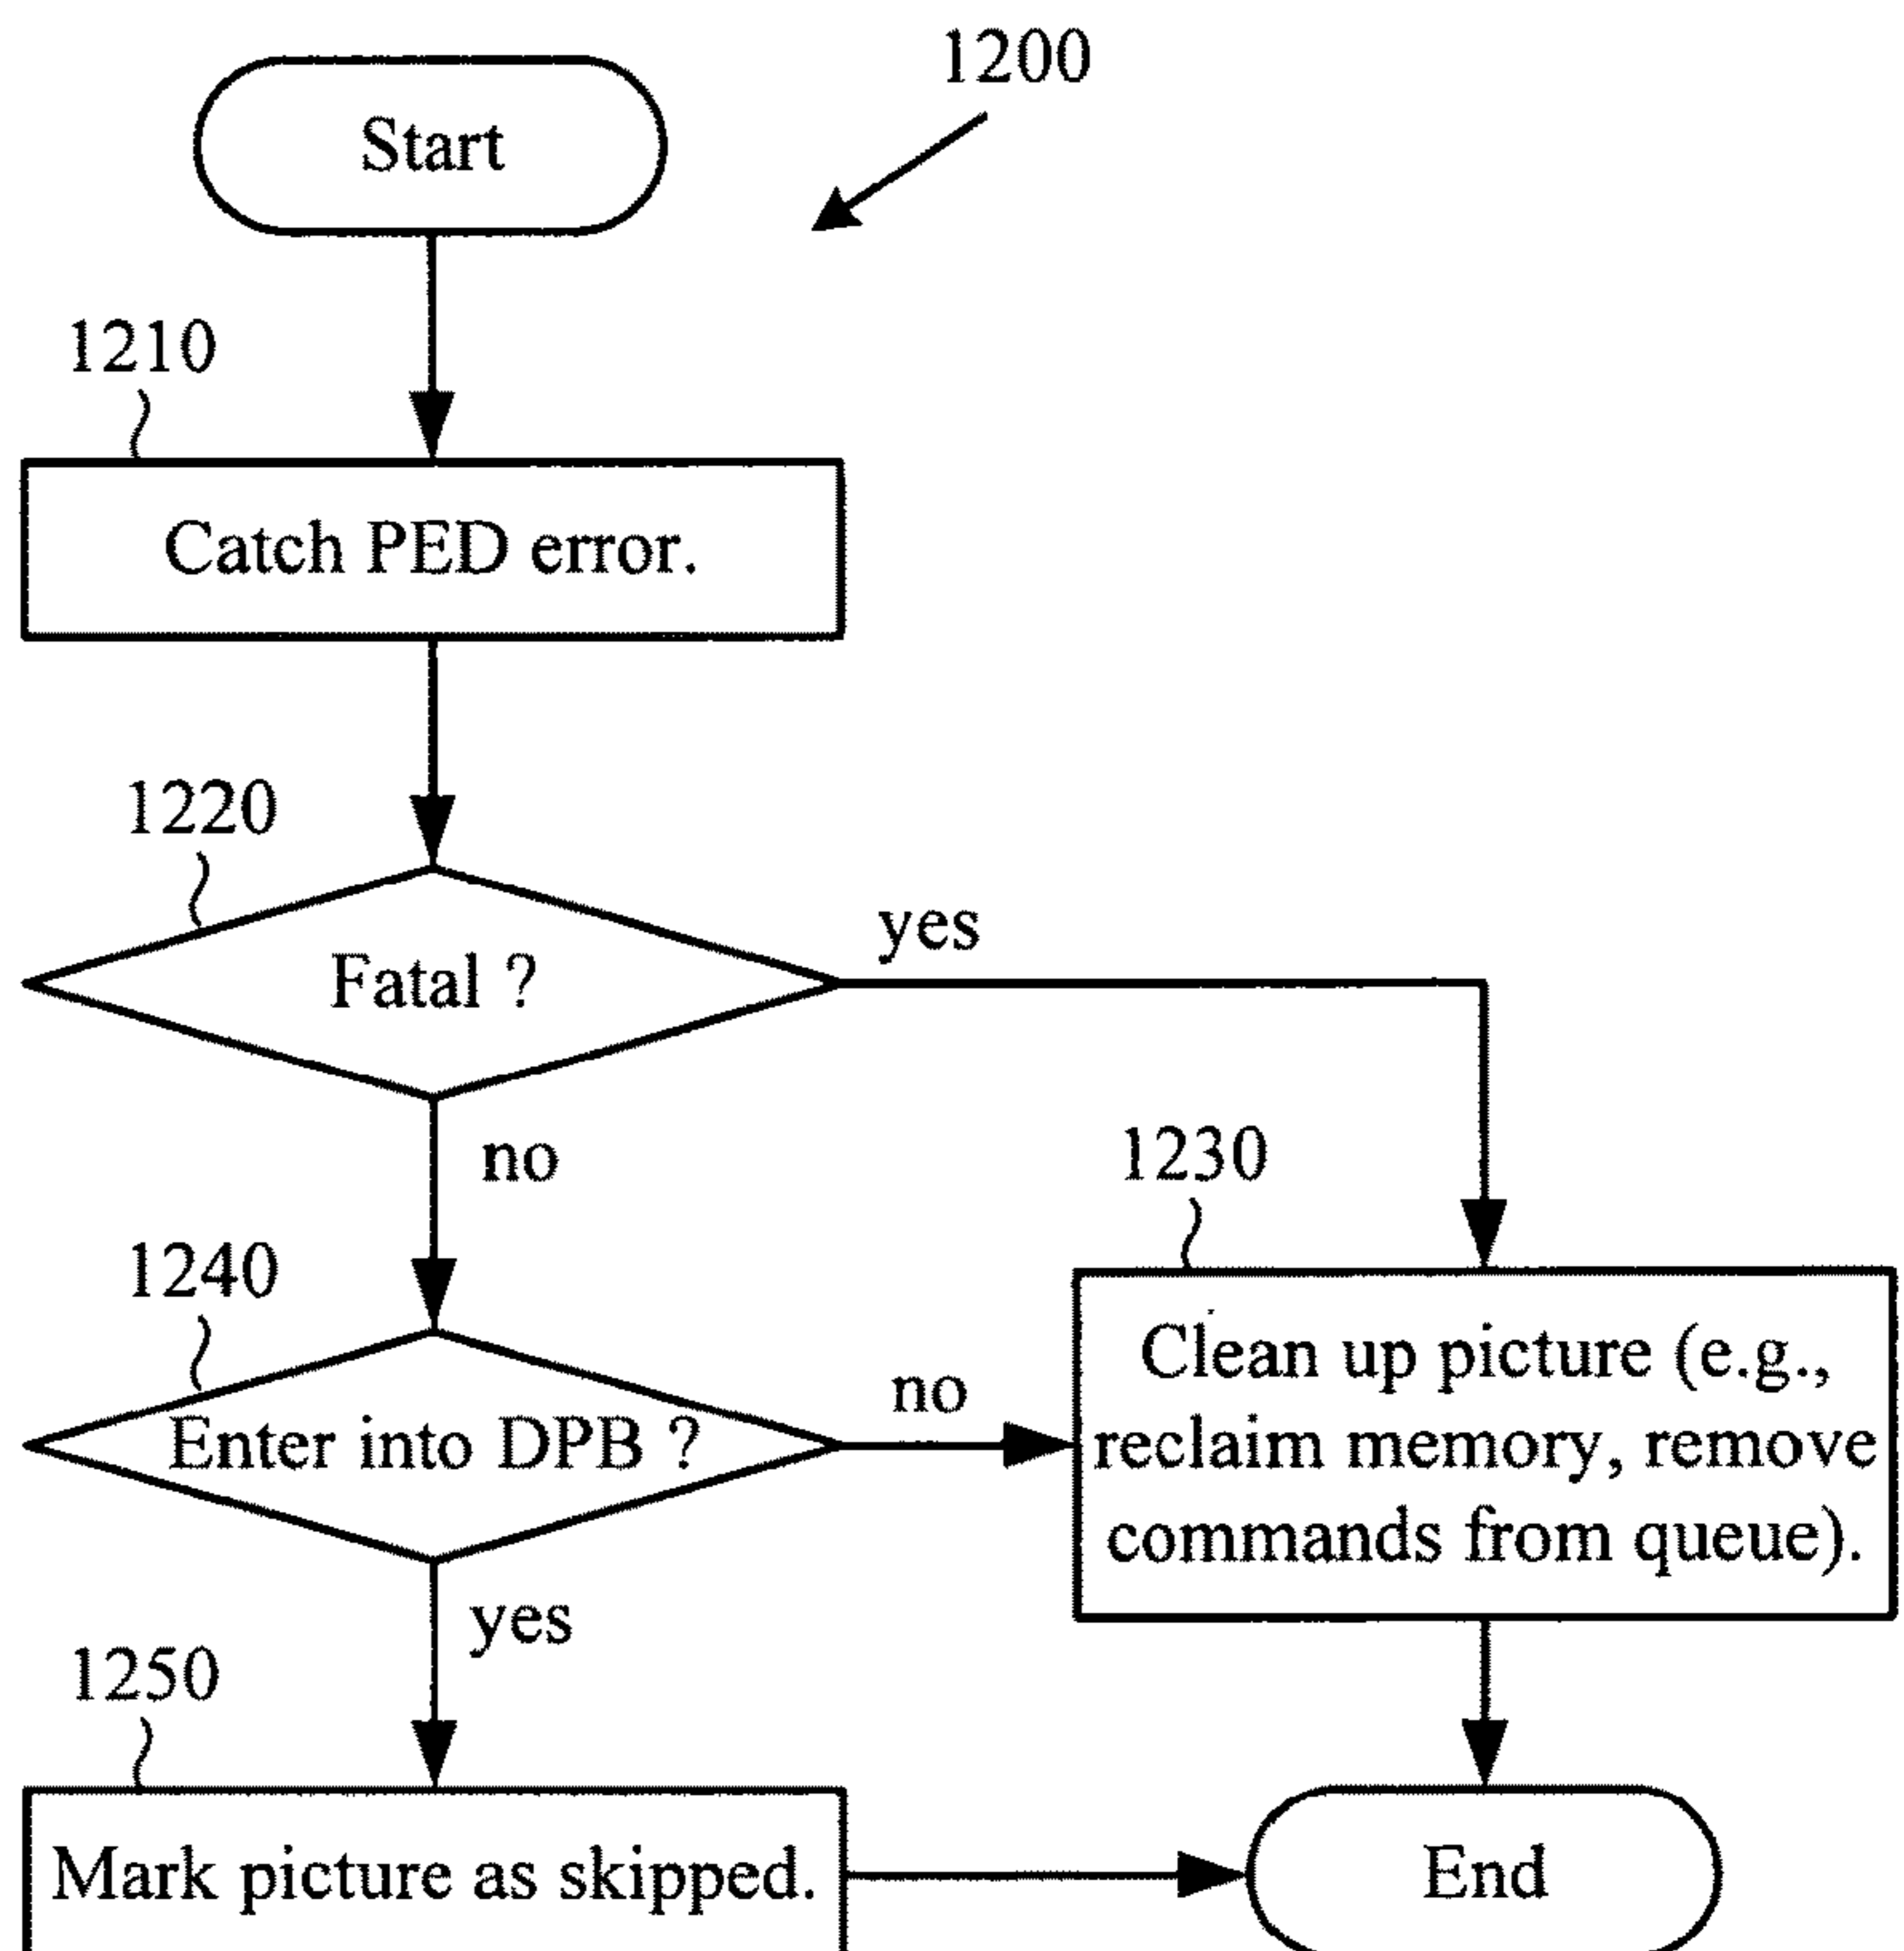 1200
Start
1210
Catch PED error.
1220
Fatal ?
yes
no
1230
Clean up picture (e.g.,
reclaim memory, remove
commands from queue).
1240
Enter into DPB ?
no
yes
1250
Mark picture as skipped.
End